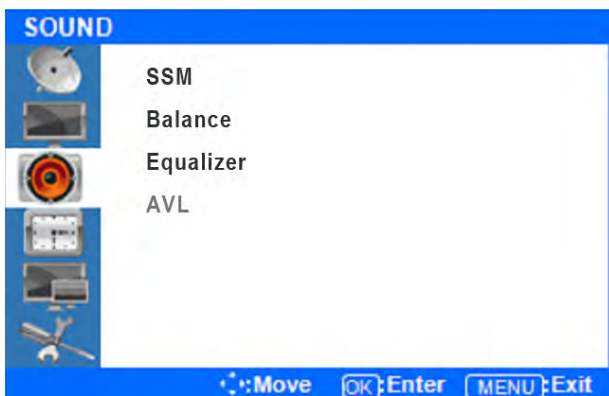 SOUND
SSM
Balance
Equalizer
AVL
:Move OK:Enter MENU:Exit